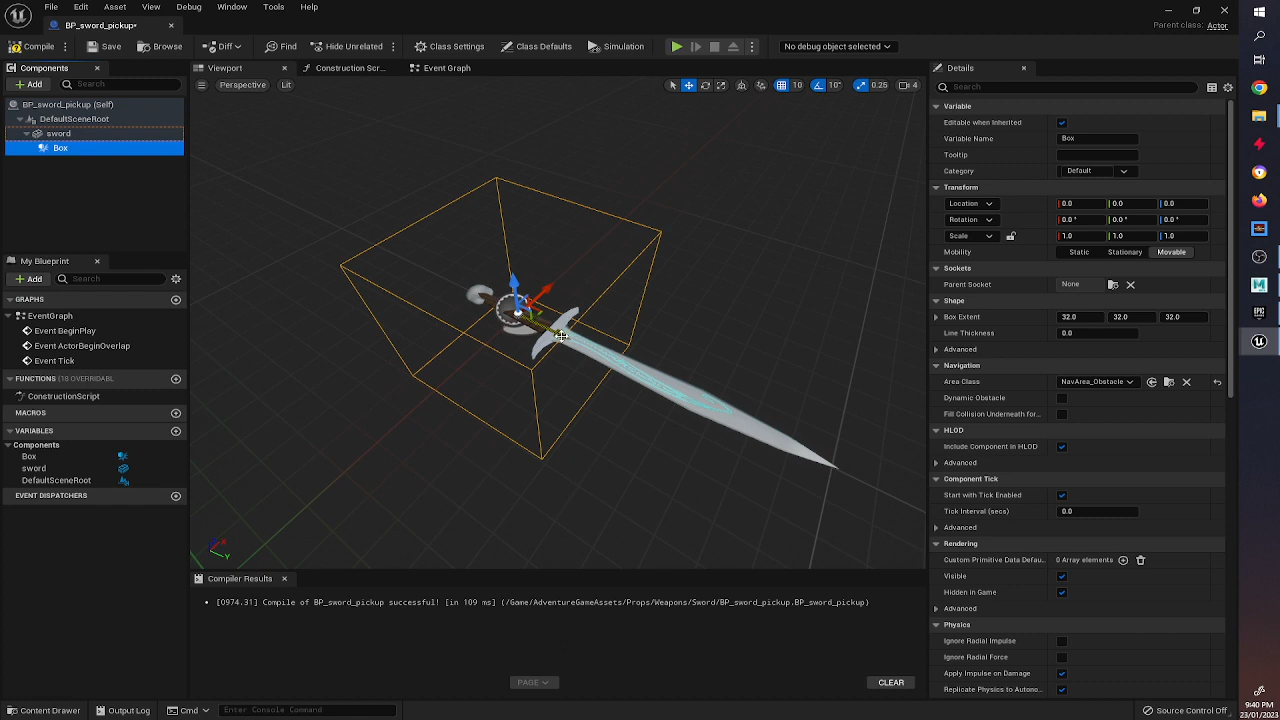 File Edit Asset View Debug Window Tools Help
BP_sword_pickup*
Parent class: Actor
Compile Save Browse Diff Find Hide Unrelated Class Settings Class Defaults Simulation No debug object selected
Components
Add Search
BP_sword_pickup (Self)
DefaultSceneRoot
sword
Box
My Blueprint
Add Search
GRAPHS
EventGraph
Event BeginPlay
Event ActorBeginOverlap
Event Tick
FUNCTIONS (18 OVERRIDABL
ConstructionScript
MACROS
VARIABLES
Components
Box
sword
DefaultSceneRoot
EVENT DISPATCHERS
Viewport Construction Scr... Event Graph
Perspective Lit 10 10° 0.25 4
X
Y
Compiler Results
[0974.31] Compile of BP_sword_pickup successful! [in 109 ms] (/Game/AdventureGameAssets/Props/Weapons/Sword/BP_sword_pickup.BP_sword_pickup)
PAGE CLEAR
Details
Search
Variable
Editable when Inherited
Variable Name Box
Tooltip
Category Default
Transform
Location 0.0 0.0 0.0
Rotation 0.0 ° 0.0 ° 0.0 °
Scale 1.0 1.0 1.0
Mobility Static Stationary Movable
Sockets
Parent Socket None
Shape
Box Extent 32.0 32.0 32.0
Line Thickness 0.0
Advanced
Navigation
Area Class NavArea_Obstacle
Dynamic Obstacle
Fill Collision Underneath for...
HLOD
Include Component in HLOD
Advanced
Component Tick
Start with Tick Enabled
Tick Interval (secs) 0.0
Advanced
Rendering
Custom Primitive Data Defau... 0 Array elements
Visible
Hidden in Game
Advanced
Physics
Ignore Radial Impulse
Ignore Radial Force
Apply Impulse on Damage
Replicate Physics to Autono...
Content Drawer Output Log Cmd Enter Console Command Source Control Off
9:40 PM